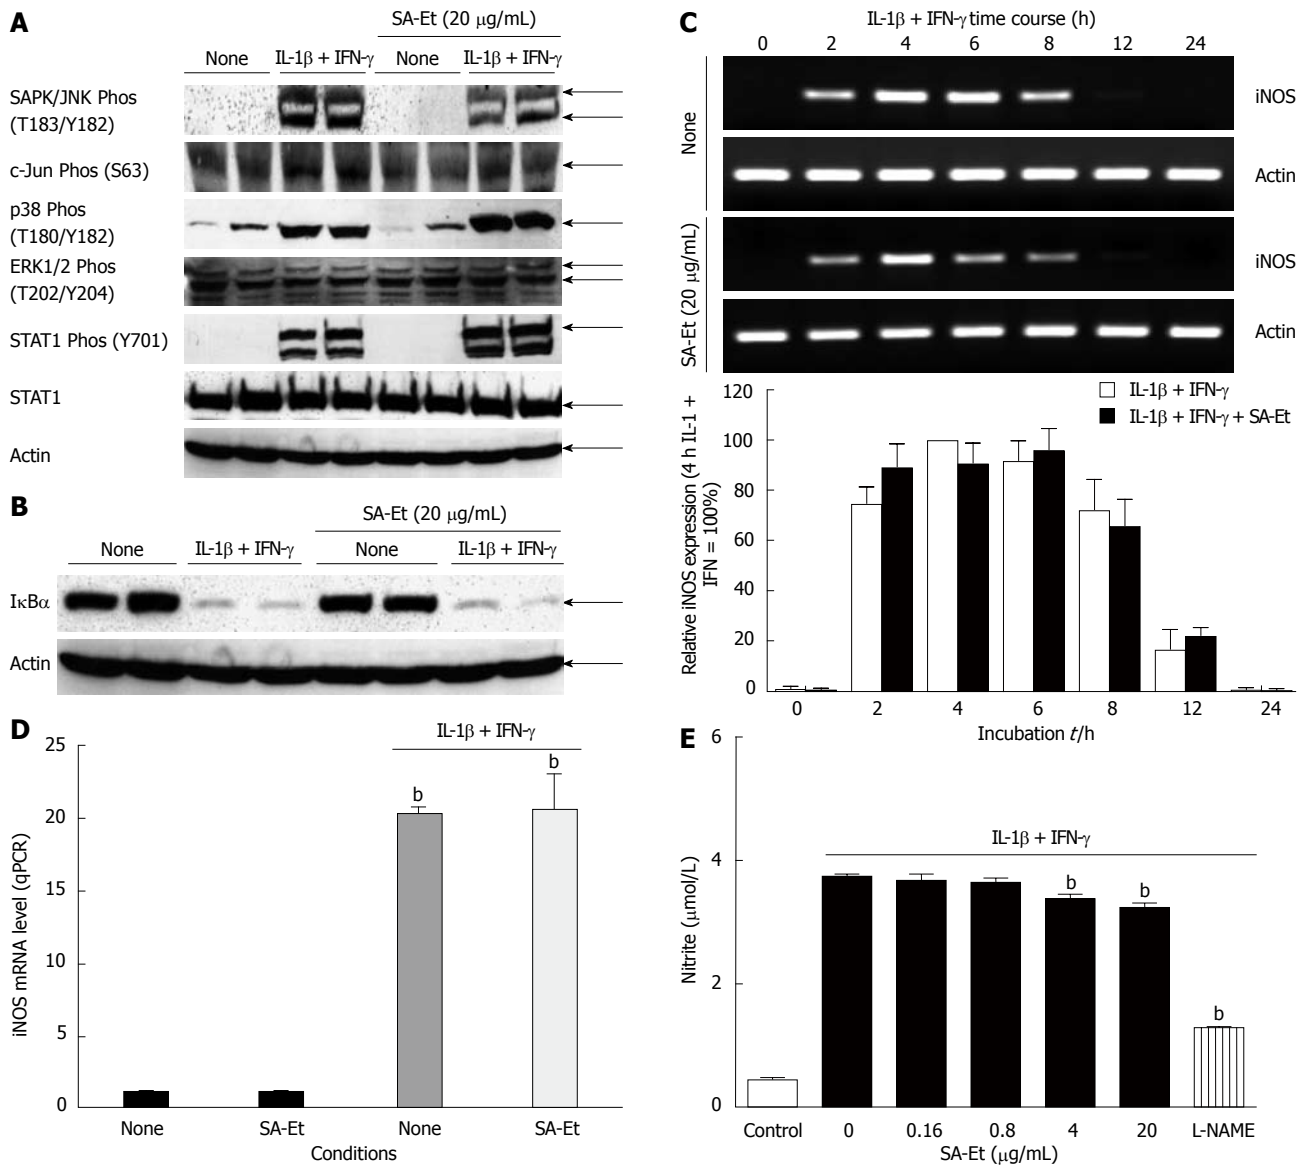 A
SA-Et (20 μg/mL)
None IL-1β + IFN-γ None IL-1β + IFN-γ
SAPK/JNK Phos
(T183/Y182)
c-Jun Phos (S63)
p38 Phos
(T180/Y182)
ERK1/2 Phos
(T202/Y204)
STAT1 Phos (Y701)
STAT1
Actin
B
SA-Et (20 μg/mL)
None IL-1β + IFN-γ None IL-1β + IFN-γ
IκBα
Actin
C
IL-1β + IFN-γ time course (h)
0 2 4 6 8 12 24
None
iNOS
Actin
SA-Et (20 μg/mL)
iNOS
Actin
IL-1β + IFN-γ
IL-1β + IFN-γ + SA-Et
Relative iNOS expression (4 h IL-1 +
IFN = 100%)
120
100
80
60
40
20
0
0 2 4 6 8 12 24
Incubation t/h
D
IL-1β + IFN-γ
iNOS mRNA level (qPCR)
25
20
15
10
5
0
b b
None SA-Et None SA-Et
Conditions
E
IL-1β + IFN-γ
Nitrite (μmol/L)
6
4
2
0
b b b
Control 0 0.16 0.8 4 20 L-NAME
SA-Et (μg/mL)